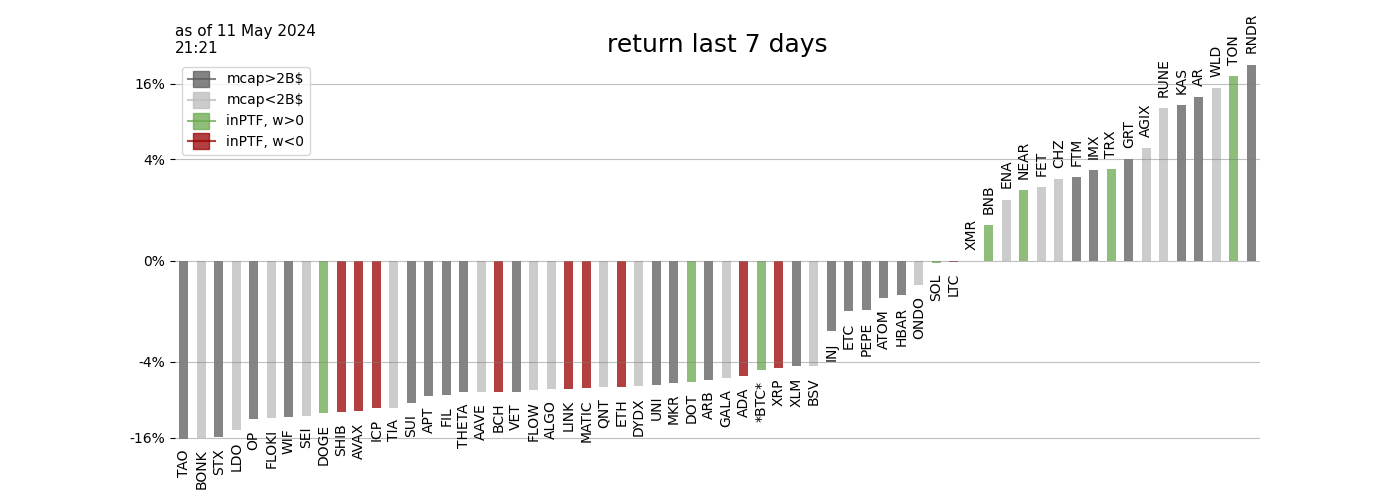 as of 11 May 2024
21:21
return last 7 days
mcap>2B$
mcap<2B$
inPTF, w>0
inPTF, w<0
16%
4%
0%
-4%
-16%
TAO
BONK
STX
LDO
OP
FLOKI
WIF
SEI
DOGE
SHIB
AVAX
ICP
TIA
SUI
APT
FIL
THETA
AAVE
BCH
VET
FLOW
ALGO
LINK
MATIC
QNT
ETH
DYDX
UNI
MKR
DOT
ARB
GALA
ADA
*BTC*
XRP
XLM
BSV
INJ
ETC
PEPE
ATOM
HBAR
ONDO
SOL
LTC
XMR
BNB
ENA
NEAR
FET
CHZ
FTM
IMX
TRX
GRT
AGIX
RUNE
KAS
AR
WLD
TON
RNDR